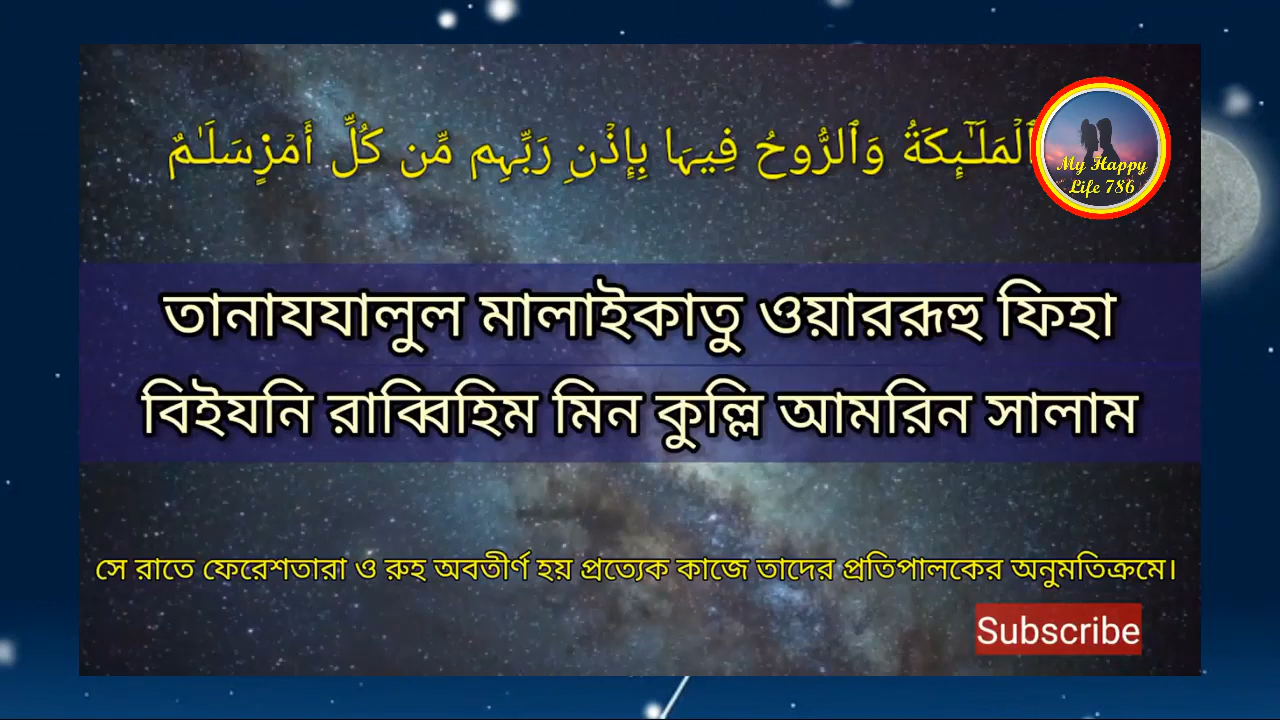 ٱلْمَلَـٰٓئِكَةُ وَٱلرُّوحُ فِيهَا بِإِذْنِ رَبِّهِم مِّن كُلِّ أَمْرٍسَلَـٰمٌ
My Happy
Life 786
তানাযযালুল মালাইকাতু ওয়াররূহু ফিহা
বিইযনি রাব্বিহিম মিন কুল্লি আমরিন সালাম
সে রাতে ফেরেশতারা ও রুহ অবতীর্ণ হয় প্রত্যেক কাজে তাদের প্রতিপালকের অনুমতিক্রমে।
Subscribe